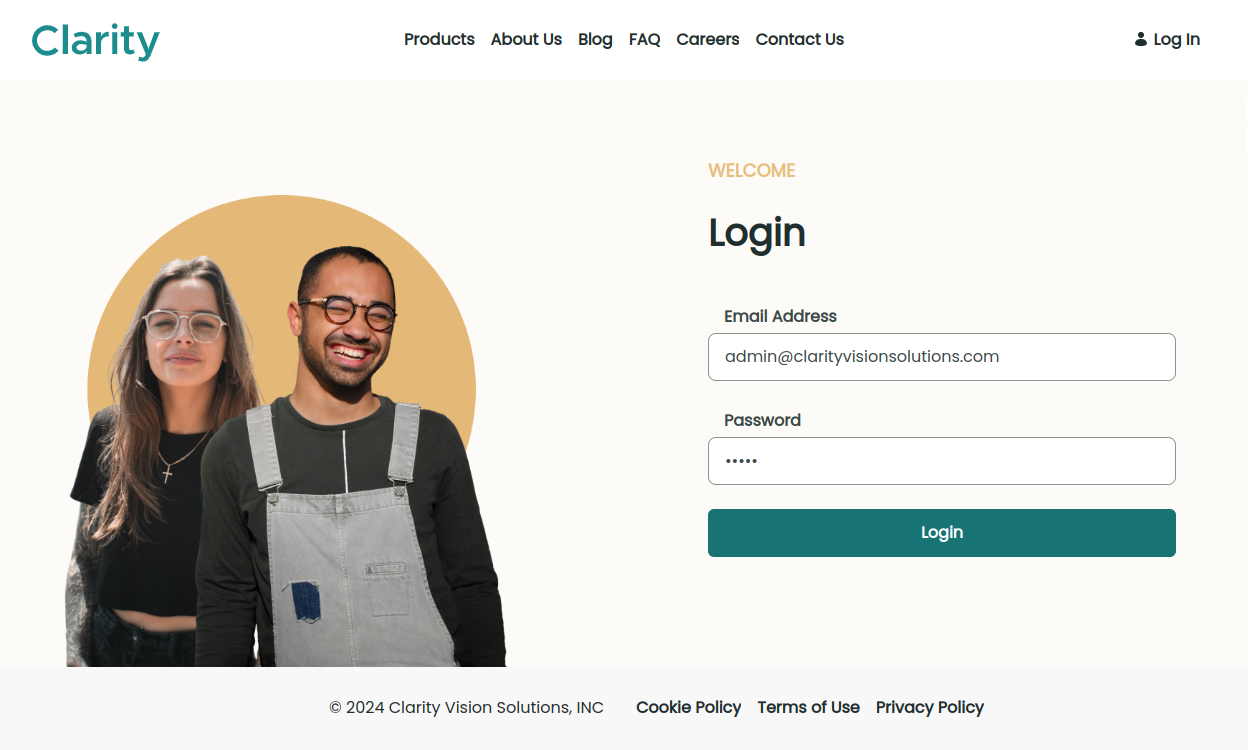 Clarity
Products About Us Blog FAQ Careers Contact Us
Log In
WELCOME
Login
Email Address
admin@clarityvisionsolutions.com
Password
•••••
Login
© 2024 Clarity Vision Solutions, INC Cookie Policy Terms of Use Privacy Policy